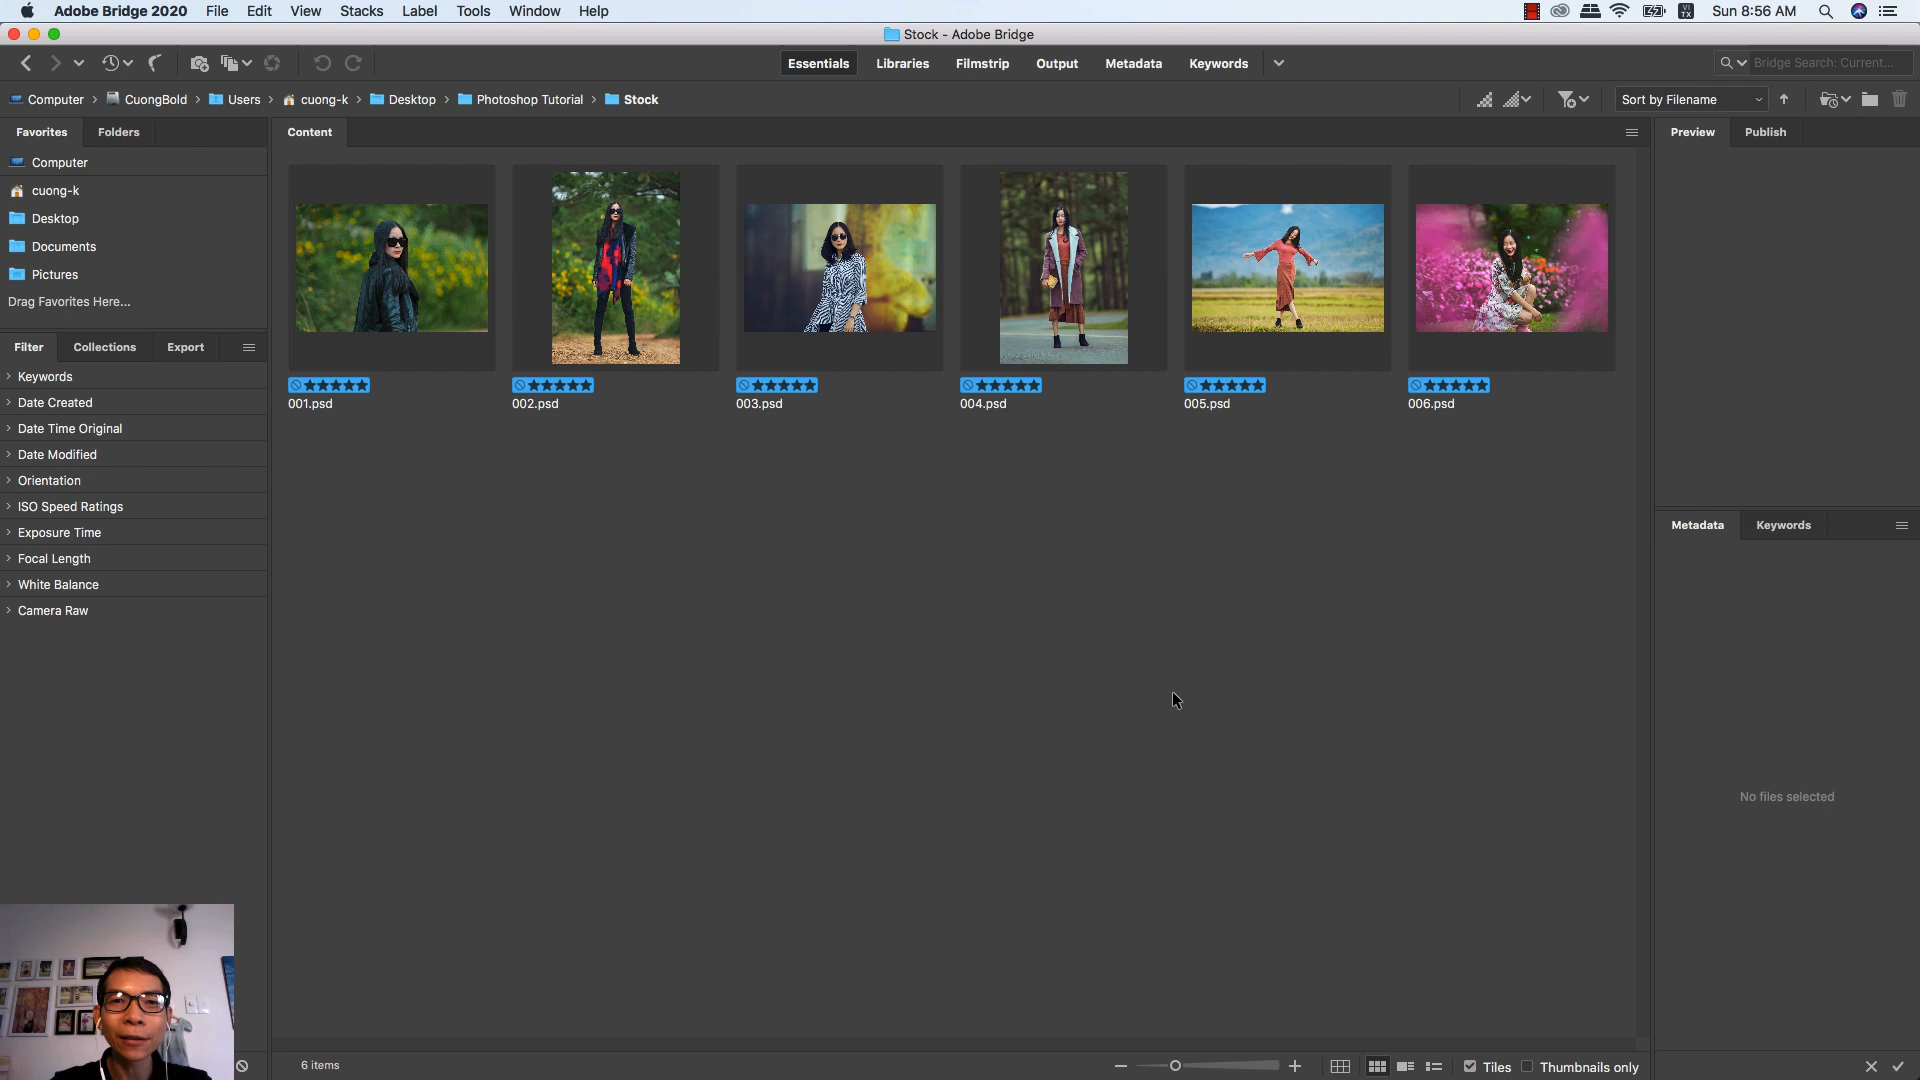 Adobe Bridge 2020 File Edit View Stacks Label Tools Window Help Sun 8:56 AM
Stock - Adobe Bridge
Essentials Libraries Filmstrip Output Metadata Keywords Bridge Search: Current...
Computer CuongBold Users cuong-k Desktop Photoshop Tutorial Stock Sort by Filename
Favorites Folders
Computer
cuong-k
Desktop
Documents
Pictures
Drag Favorites Here...
Filter Collections Export
Keywords
Date Created
Date Time Original
Date Modified
Orientation
ISO Speed Ratings
Exposure Time
Focal Length
White Balance
Camera Raw
Content
001.psd 002.psd 003.psd 004.psd 005.psd 006.psd
6 items
Tiles Thumbnails only
Preview Publish
Metadata Keywords
No files selected